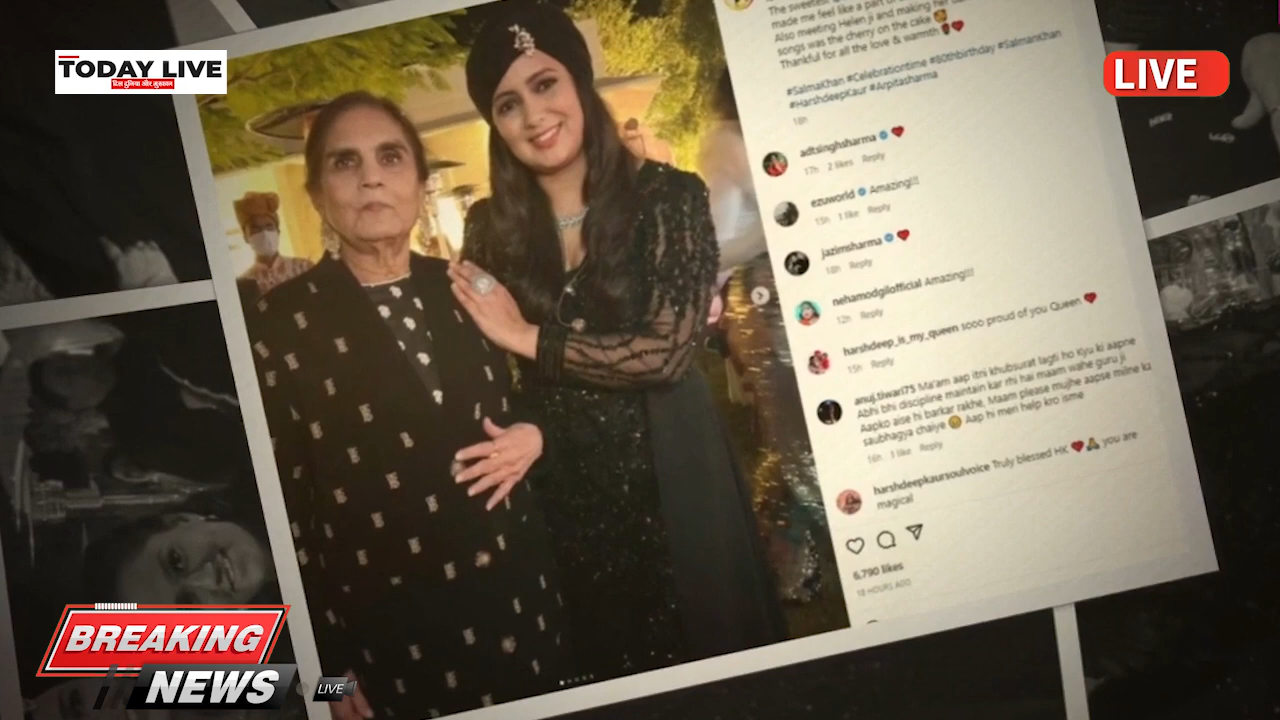 TODAY LIVE
दिल दुनिया और मुकाम
LIVE
made me feel like a part of
Also meeting Helen ji and making her
songs was the cherry on the cake
Thankful for all the love & warmth
#SalmaKhan #Celebrationtime #80thbirthday #SalmanKhan
#HarshdeepKaur #Arpitasharma
18h
adtsinghsharma
17h 2 likes Reply
ezuworld Amazing!!!
15h 1 like Reply
jazimsharma
18h Reply
nehamodgilofficial Amazing!!!
12h Reply
harshdeep_is_my_queen sooo proud of you Queen
15h Reply
anuj.tiwari75 Ma'am aap itni khubsurat lagti ho Kyu ki aapne
Abhi bhi discipline maintain kar rhi hai maam wahe guru ji
Aapko aise hi barkar rakhe, Maam please mujhe aapse milne ka
saubhagya chaiye Aap hi meri help kro isme
16h 1 like Reply
harshdeepkaursoulvoice Truly blessed HK you are
magical
6,790 likes
18 HOURS AGO
BREAKING
NEWS
LIVE